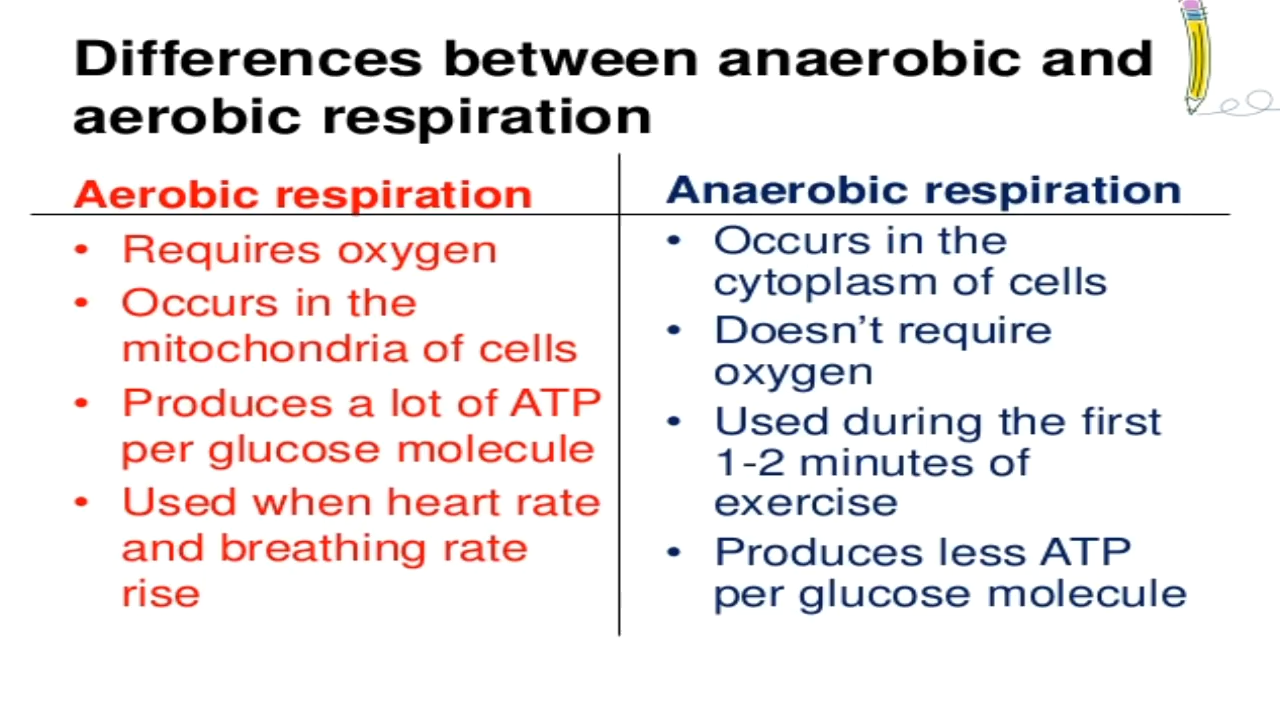 Differences between anaerobic and
aerobic respiration
Aerobic respiration
• Requires oxygen
• Occurs in the
mitochondria of cells
• Produces a lot of ATP
per glucose molecule
• Used when heart rate
and breathing rate
rise
Anaerobic respiration
• Occurs in the
cytoplasm of cells
• Doesn’t require
oxygen
• Used during the first
1-2 minutes of
exercise
• Produces less ATP
per glucose molecule